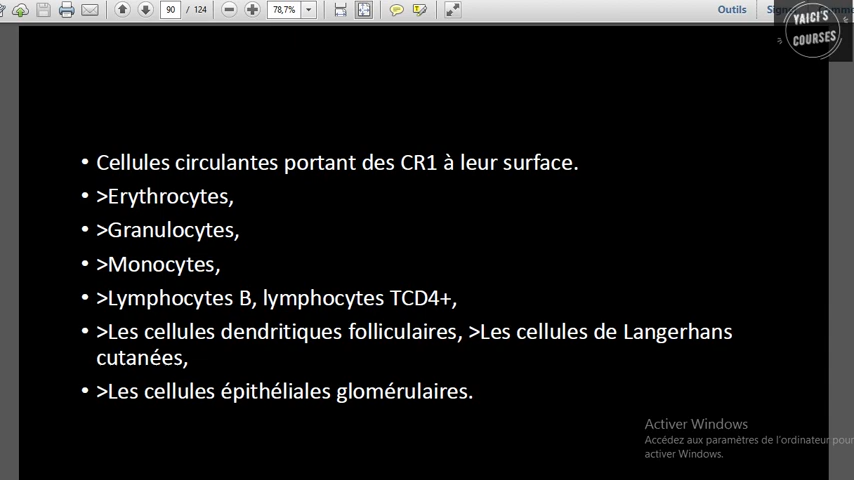 90 / 124
78,7%
Outils
YAICI'S
COURSES
• Cellules circulantes portant des CR1 à leur surface.
• >Erythrocytes,
• >Granulocytes,
• >Monocytes,
• >Lymphocytes B, lymphocytes TCD4+,
• >Les cellules dendritiques folliculaires, >Les cellules de Langerhans
cutanées,
• >Les cellules épithéliales glomérulaires.
Activer Windows
Accédez aux paramètres de l'ordinateur pour
activer Windows.